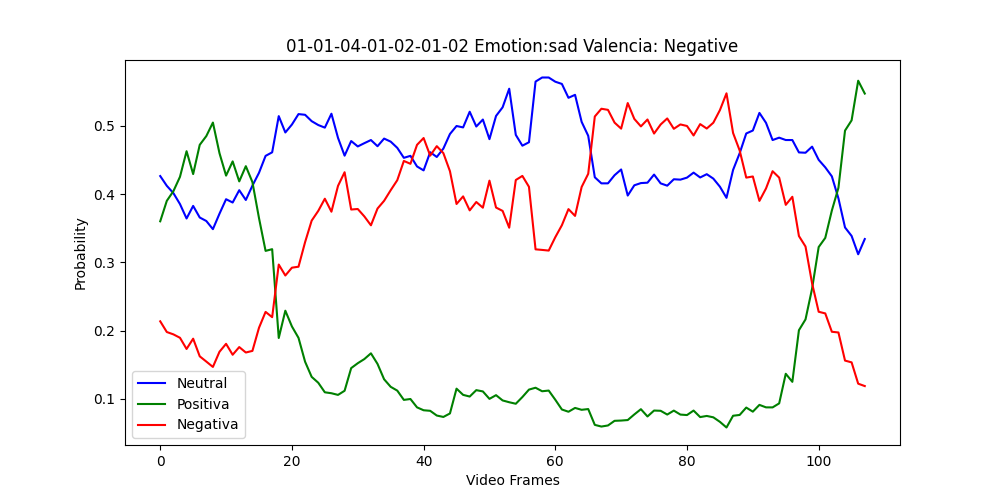 01-01-04-01-02-01-02 Emotion:sad Valencia: Negative
Probability
0.5
0.4
0.3
0.2
0.1
Neutral
Positiva
Negativa
0 20 40 60 80 100
Video Frames